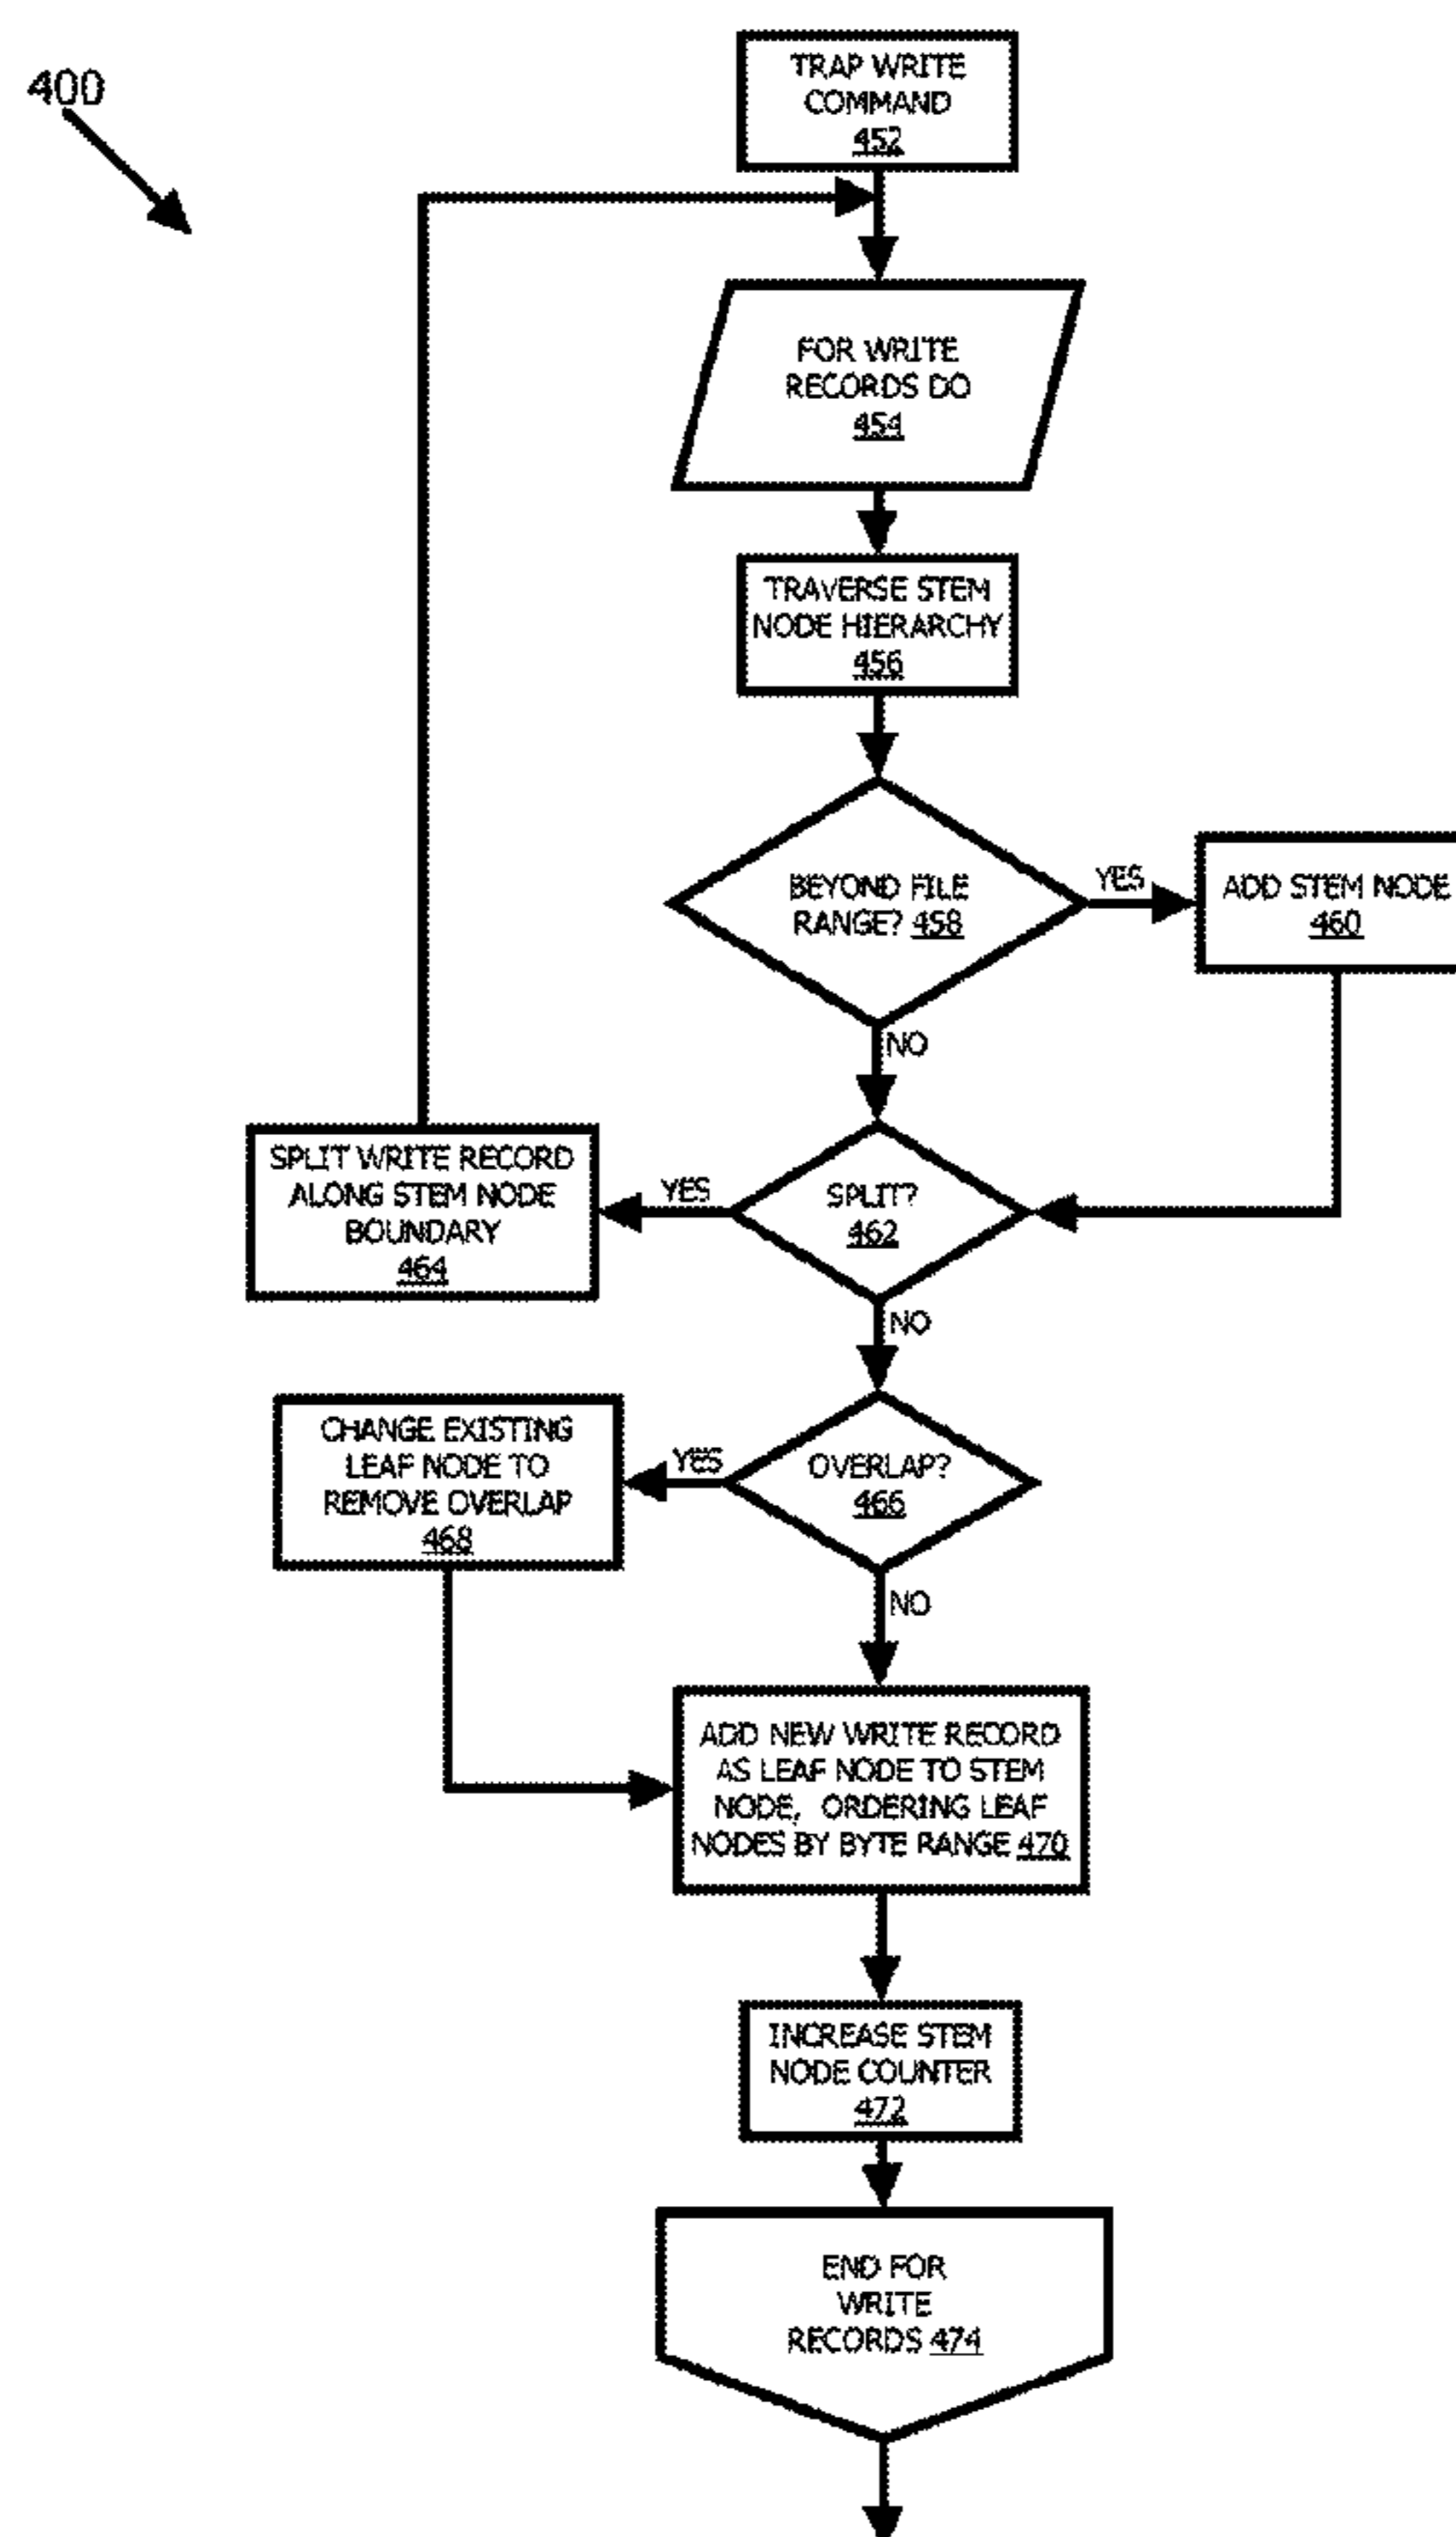 400
TRAP WRITE
COMMAND
452
FOR WRITE
RECORDS DO
454
TRAVERSE STEM
NODE HIERARCHY
456
BEYOND FILE
RANGE? 458
YES
ADD STEM NODE
460
NO
SPLIT WRITE RECORD
ALONG STEM NODE
BOUNDARY
464
YES
SPLIT?
462
NO
CHANGE EXISTING
LEAF NODE TO
REMOVE OVERLAP
468
YES
OVERLAP?
466
NO
ADD NEW WRITE RECORD
AS LEAF NODE TO STEM
NODE, ORDERING LEAF
NODES BY BYTE RANGE 470
INCREASE STEM
NODE COUNTER
472
END FOR
WRITE
RECORDS 474